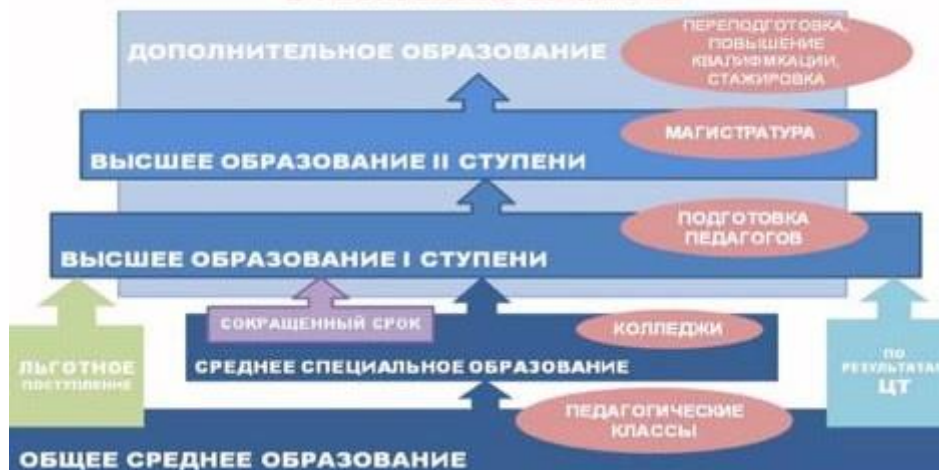 ДОПОЛНИТЕЛЬНОЕ ОБРАЗОВАНИЕ
ПЕРЕПОДГОТОВКА,
ПОВЫШЕНИЕ
КВАЛИФМКАЦИИ,
СТАЖИРОВКА
МАГИСТРАТУРА
ВЫСШЕЕ ОБРАЗОВАНИЕ II СТУПЕНИ
ПОДГОТОВКА
ПЕДАГОГОВ
ВЫСШЕЕ ОБРАЗОВАНИЕ I СТУПЕНИ
СОКРАЩЕННЫЙ СРОК
КОЛЛЕДЖИ
ЛЬГОТНОЕ
ПОСТУПЛЕНИЕ
СРЕДНЕЕ СПЕЦИАЛЬНОЕ ОБРАЗОВАНИЕ
ПО
РЕЗУЛЬТАТАМ
ЦТ
ПЕДАГОГИЧЕСКИЕ
КЛАССЫ
ОБЩЕЕ СРЕДНЕЕ ОБРАЗОВАНИЕ